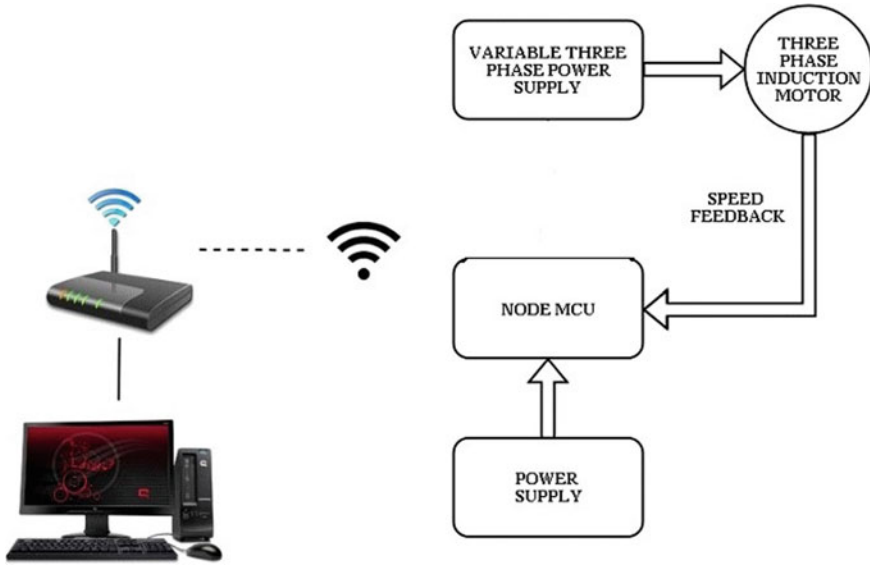 VARIABLE THREE
PHASE POWER
SUPPLY
THREE
PHASE
INDUCTION
MOTOR
SPEED
FEEDBACK
NODE MCU
POWER
SUPPLY